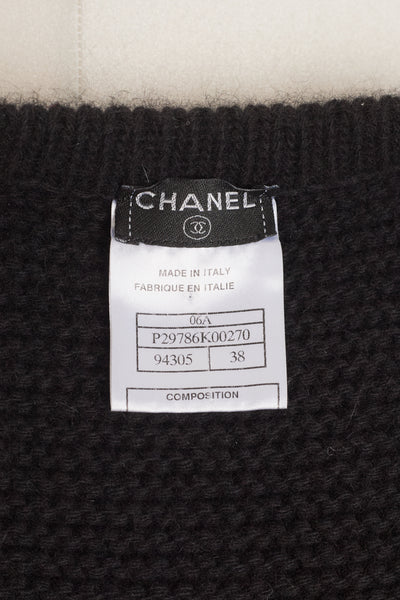 CHANEL
MADE IN ITALY
FABRIQUE EN ITALIE
06A
P29786K00270
94305 38
COMPOSITION